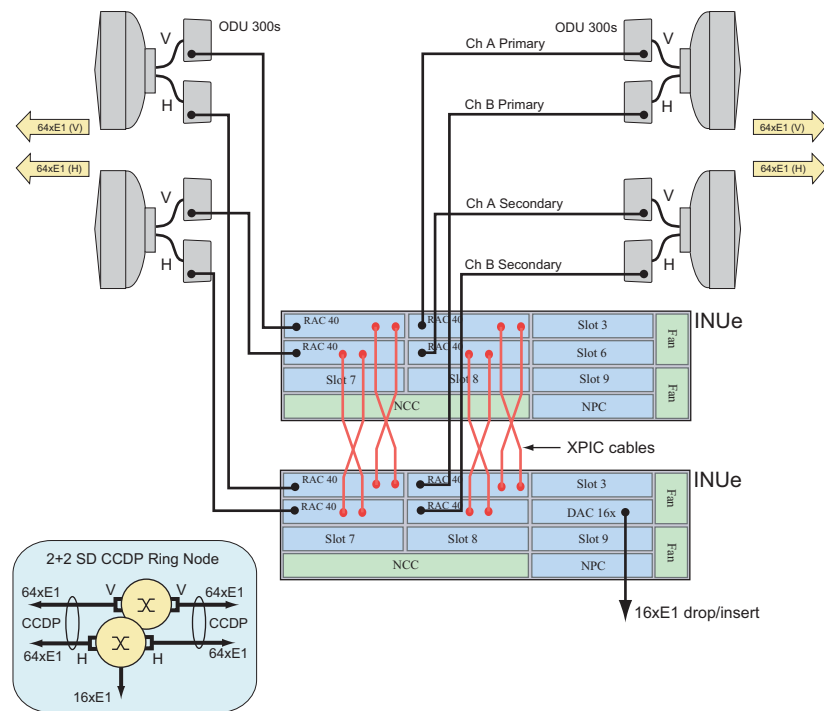 ODU 300s
ODU 300s
V
V
Ch A Primary
H
Ch B Primary
H
64xE1 (V)
64xE1 (V)
64xE1 (H)
64xE1 (H)
V
Ch A Secondary
V
H
Ch B Secondary
H
RAC 40
RAC 40
Slot 3
Fan
INUe
RAC 40
RAC 40
Slot 6
Slot 7
Slot 8
Slot 9
Fan
NCC
NPC
XPIC cables
RAC 40
RAC 40
Slot 3
Fan
INUe
RAC 40
RAC 40
DAC 16x
Slot 7
Slot 8
Slot 9
Fan
NCC
NPC
16xE1 drop/insert
2+2 SD CCDP Ring Node
64xE1
V
V
64xE1
CCDP
CCDP
64xE1
H
H
64xE1
16xE1